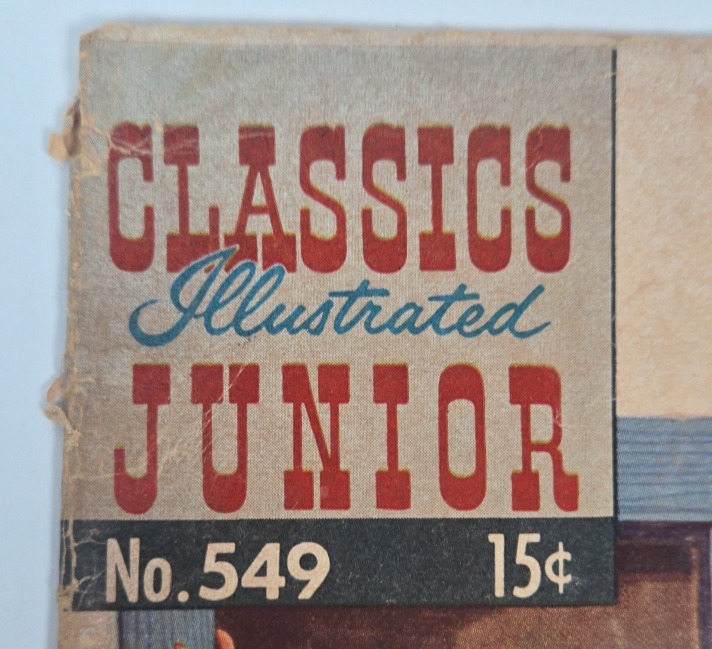 CLASSICS
Illustrated
JUNIOR
No. 549 15¢